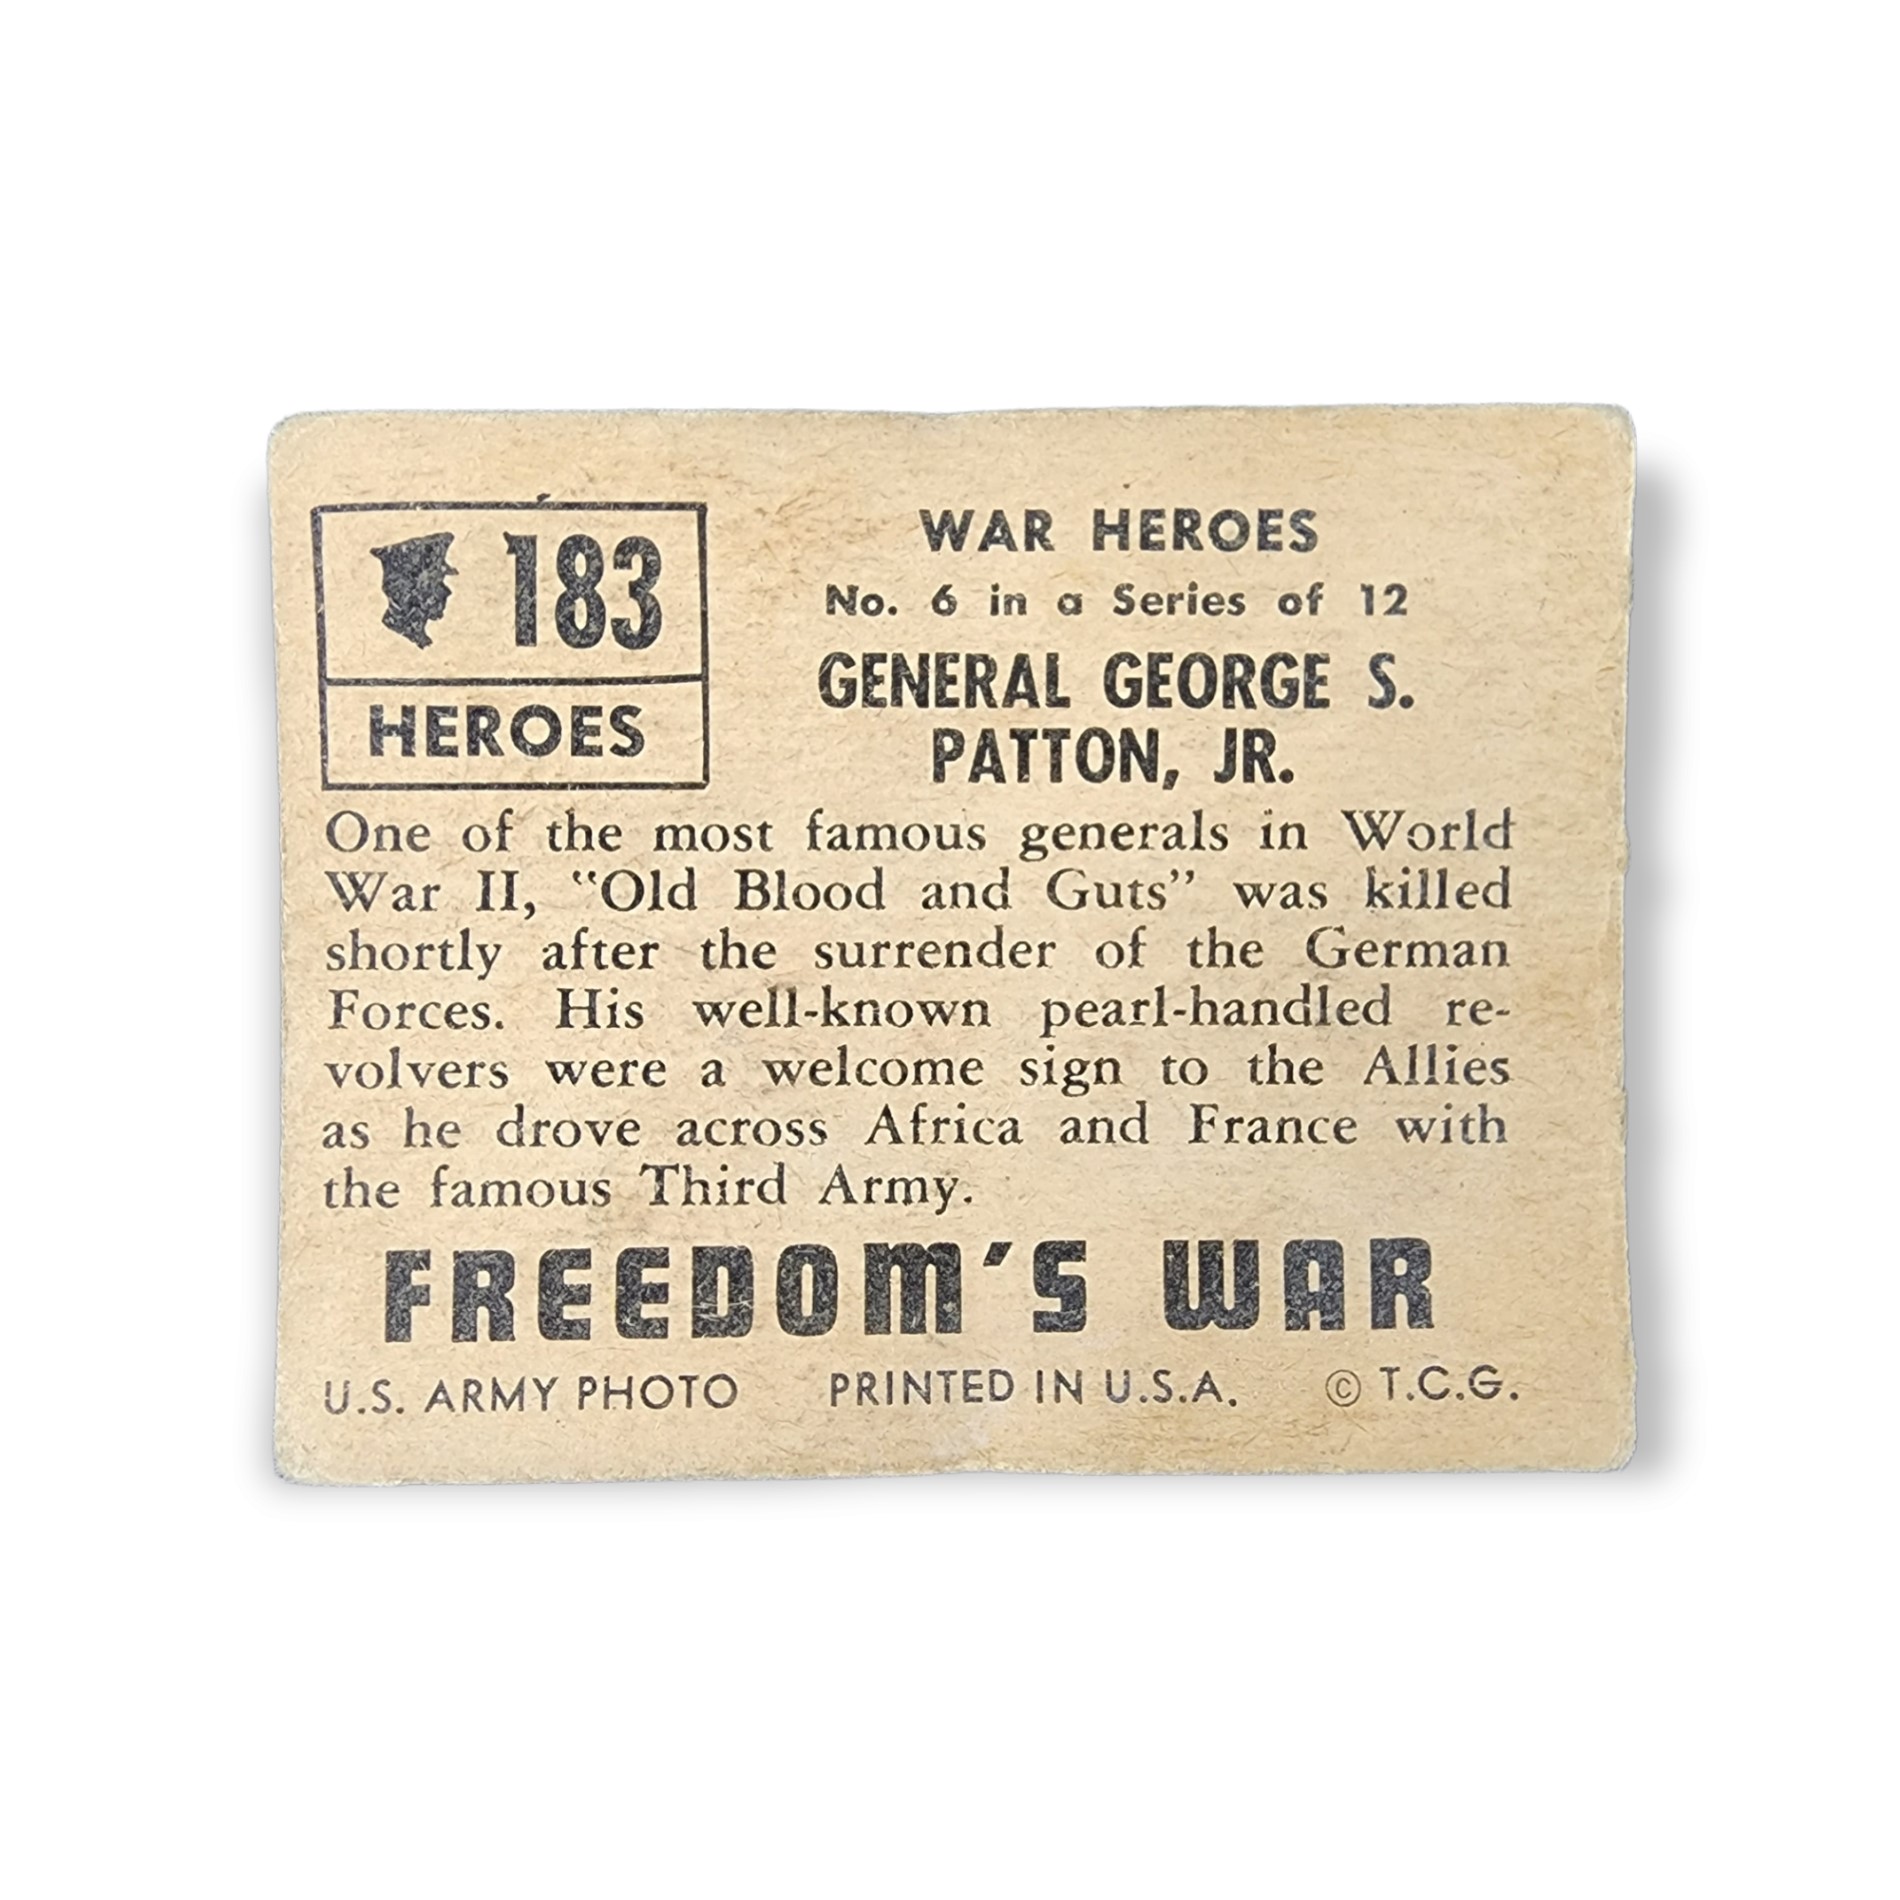 183
HEROES
WAR HEROES
No. 6 in a Series of 12
GENERAL GEORGE S.
PATTON, JR.
One of the most famous generals in World
War II, "Old Blood and Guts" was killed
shortly after the surrender of the German
Forces. His well-known pearl-handled re-
volvers were a welcome sign to the Allies
as he drove across Africa and France with
the famous Third Army.
FREEDOM'S WAR
U.S. ARMY PHOTO PRINTED IN U.S.A. © T.C.G.